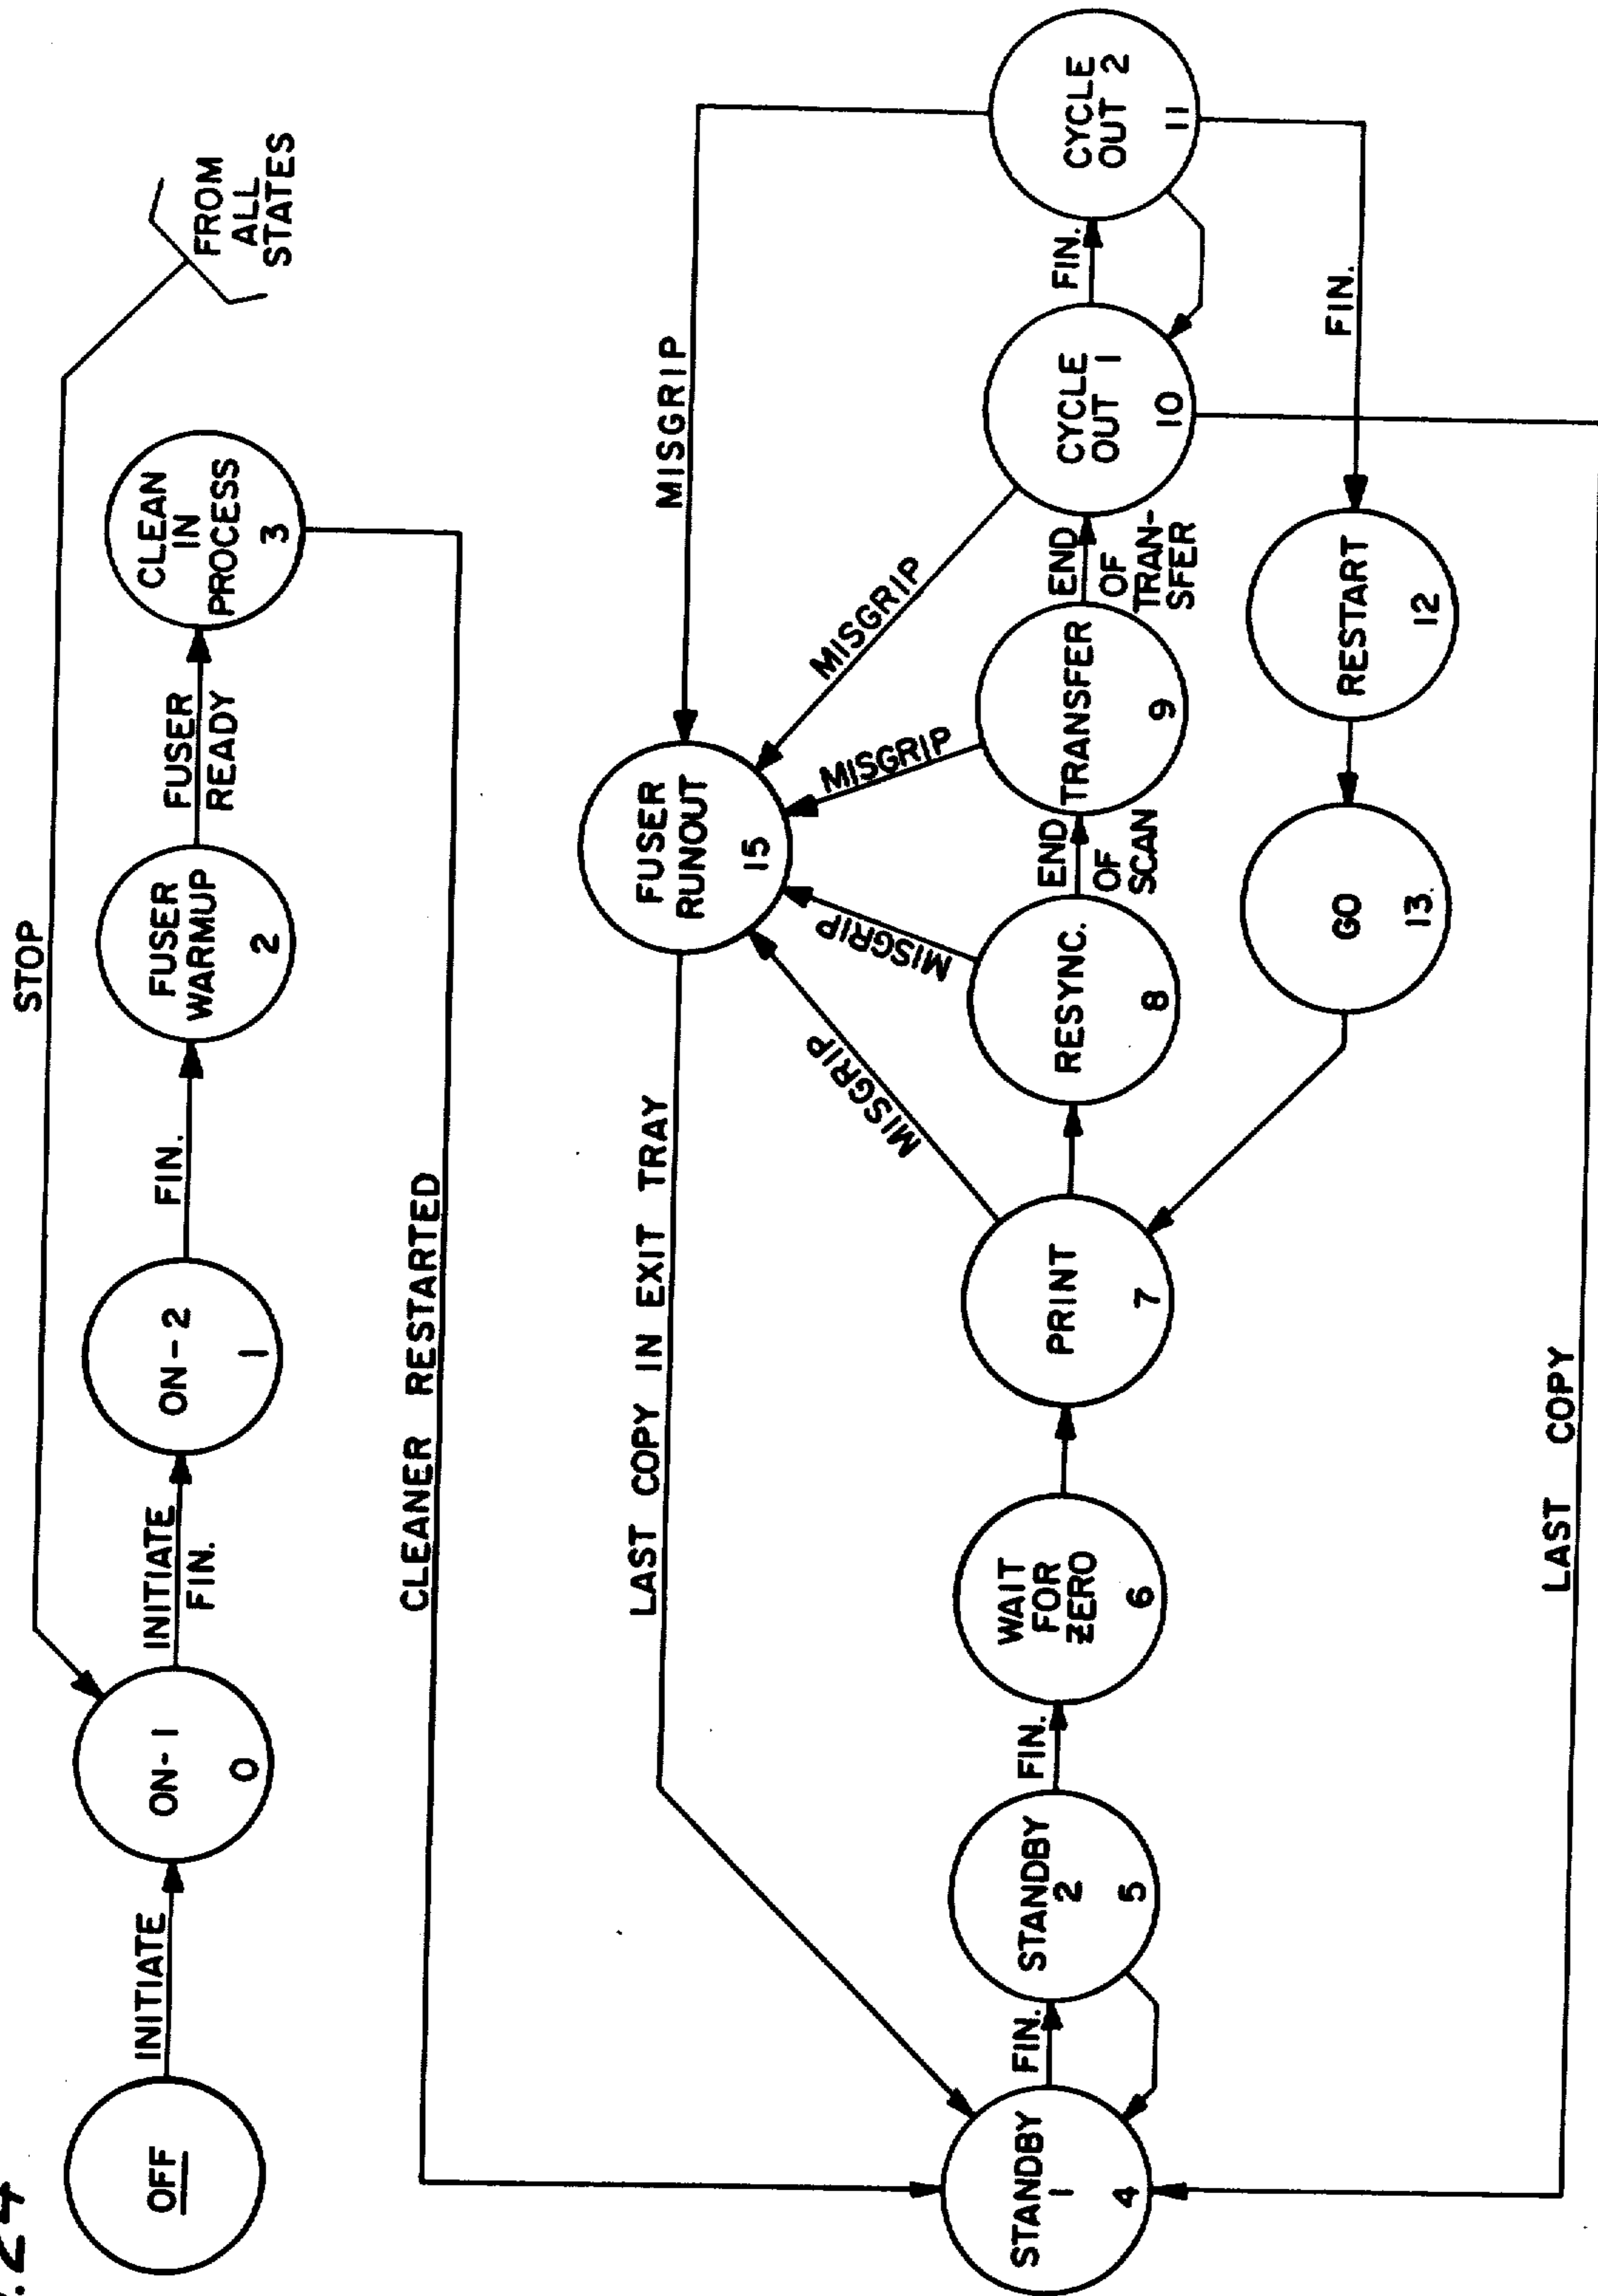 .24
STOP
FROM
ALL
STATES
OFF
INITIATE
ON-1
0
INITIATE
FIN.
ON-2
1
FIN.
FUSER
WARMUP
2
FUSER
READY
CLEAN
IN
PROCESS
3
CLEANER RESTARTED
LAST COPY IN EXIT TRAY
FUSER
RUNOUT
15
MISGRIP
MISGRIP
MISGRIP
MISGRIP
MISGRIP
STANDBY
1
4
FIN.
STANDBY
2
5
FIN.
WAIT
FOR
ZERO
6
PRINT
7
RESYNC.
8
END
OF
SCAN
TRANSFER
9
END
OF
TRAN-
SFER
CYCLE
OUT 1
10
FIN.
CYCLE
OUT 2
11
GO
13
RESTART
12
FIN.
LAST COPY